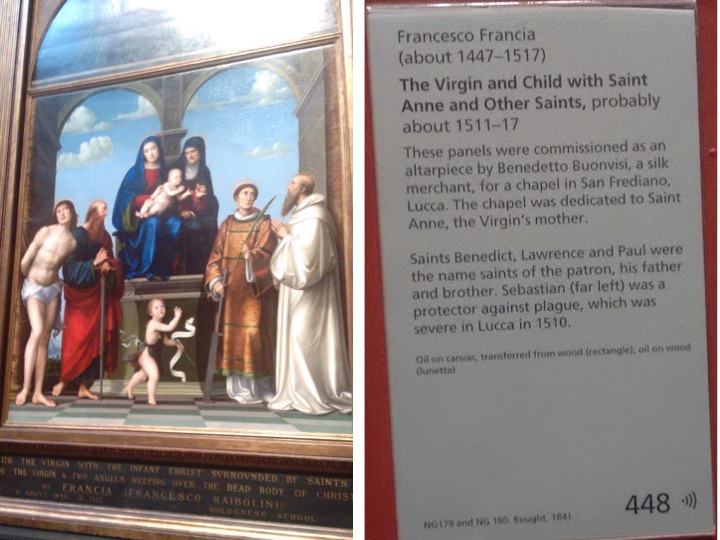 179 THE VIRGIN WITH THE INFANT CHRIST SVRROVNDED BY SAINTS
THE VIRGIN & TWO ANGELS WEEPING OVER THE DEAD BODY OF CHRIST
BY FRANCIA (FRANCESCO RAIBOLINI)
BOLOGNESE SCHOOL.
Francesco Francia
(about 1447–1517)
The Virgin and Child with Saint
Anne and Other Saints, probably
about 1511–17
These panels were commissioned as an
altarpiece by Benedetto Buonvisi, a silk
merchant, for a chapel in San Frediano,
Lucca. The chapel was dedicated to Saint
Anne, the Virgin's mother.
Saints Benedict, Lawrence and Paul were
the name saints of the patron, his father
and brother. Sebastian (far left) was a
protector against plague, which was
severe in Lucca in 1510.
Oil on canvas, transferred from wood (rectangle); oil on wood
(lunette)
448
NG179 and NG 180. Bought, 1841